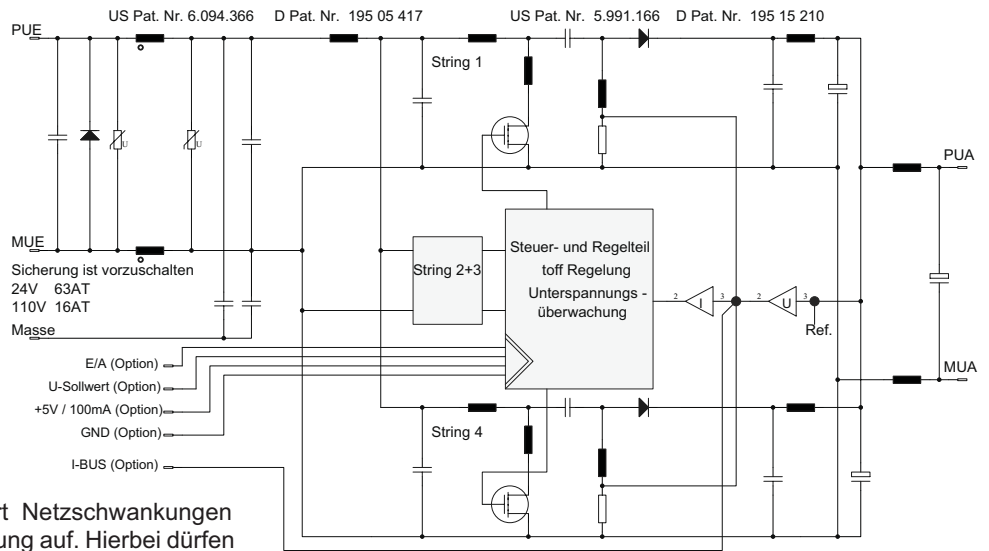 US Pat. Nr. 6.094.366 D Pat. Nr. 195 05 417 US Pat. Nr. 5.991.166 D Pat. Nr. 195 15 210
PUE
String 1
U
U
PUA
MUE
Sicherung ist vorzuschalten
24V 63AT
110V 16AT
Masse
String 2+3
Steuer- und Regelteil
toff Regelung
Unterspannungs -
überwachung
2 I 3
2 U 3
Ref.
MUA
E/A (Option)
U-Sollwert (Option)
+5V / 100mA (Option)
GND (Option)
I-BUS (Option)
String 4
rt Netzschwankungen
ung auf. Hierbei dürfen